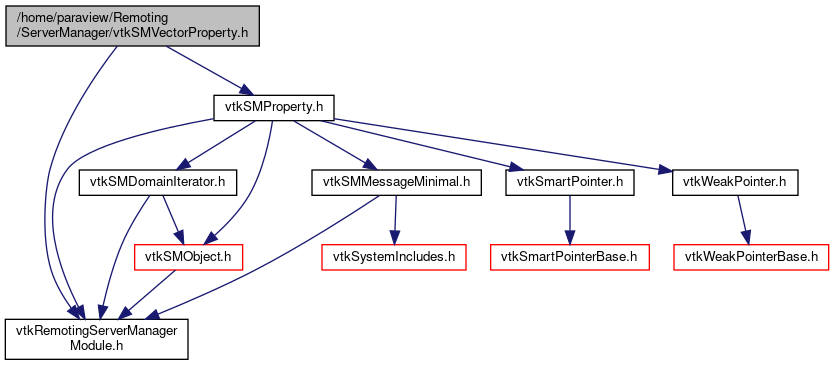 /home/paraview/Remoting
/ServerManager/vtkSMVectorProperty.h
vtkSMProperty.h
vtkSMDomainIterator.h
vtkSMMessageMinimal.h
vtkSmartPointer.h
vtkWeakPointer.h
vtkSMObject.h
vtkSystemIncludes.h
vtkSmartPointerBase.h
vtkWeakPointerBase.h
vtkRemotingServerManager
Module.h